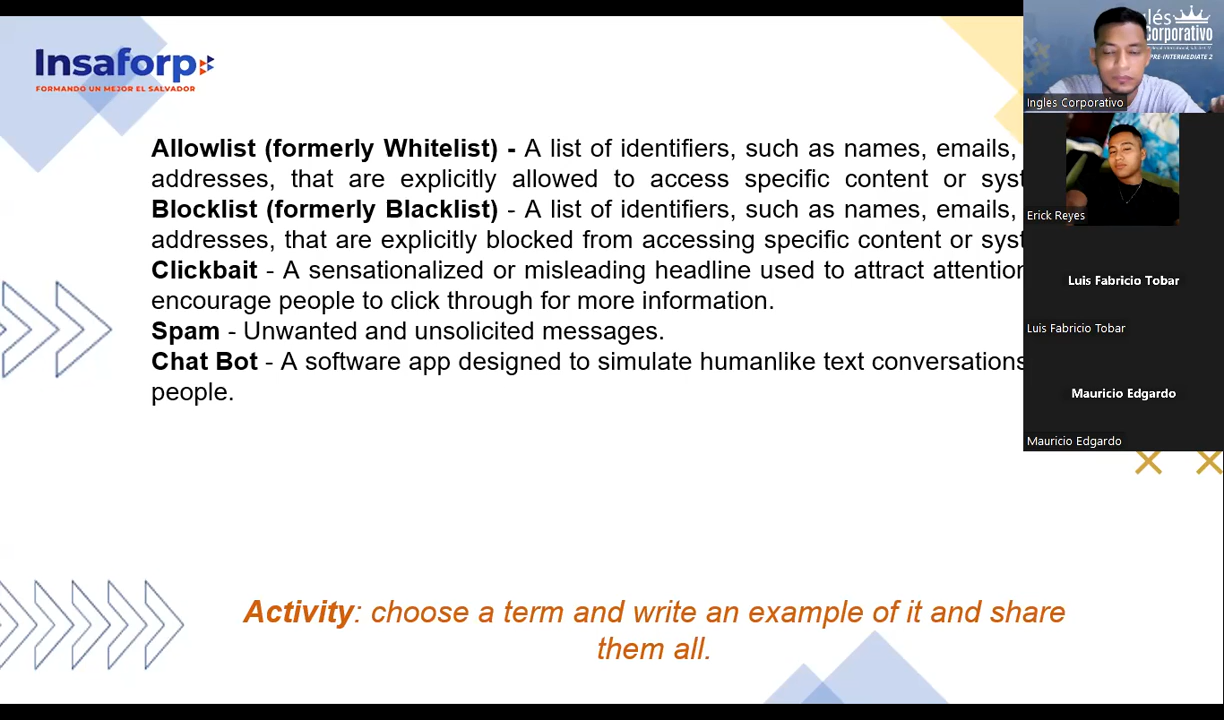 Insaforp
FORMANDO UN MEJOR EL SALVADOR
Allowlist (formerly Whitelist) - A list of identifiers, such as names, emails,
addresses, that are explicitly allowed to access specific content or syst
Blocklist (formerly Blacklist) - A list of identifiers, such as names, emails,
addresses, that are explicitly blocked from accessing specific content or syst
Clickbait - A sensationalized or misleading headline used to attract attention
encourage people to click through for more information.
Spam - Unwanted and unsolicited messages.
Chat Bot - A software app designed to simulate humanlike text conversations
people.
Activity: choose a term and write an example of it and share
them all.
glés
Corporativo
PRE-INTERMEDIATE 2
Ingles Corporativo
Erick Reyes
Luis Fabricio Tobar
Luis Fabricio Tobar
Mauricio Edgardo
Mauricio Edgardo